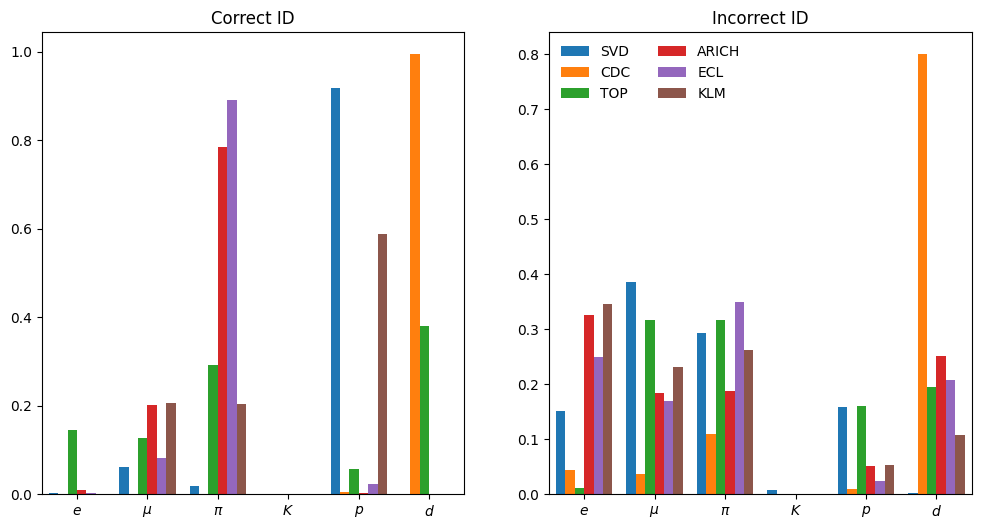 Correct ID
1.0
0.8
0.6
0.4
0.2
0.0
e μ π K p d
Incorrect ID
SVD ARICH
CDC ECL
TOP KLM
0.8
0.7
0.6
0.5
0.4
0.3
0.2
0.1
0.0
e μ π K p d